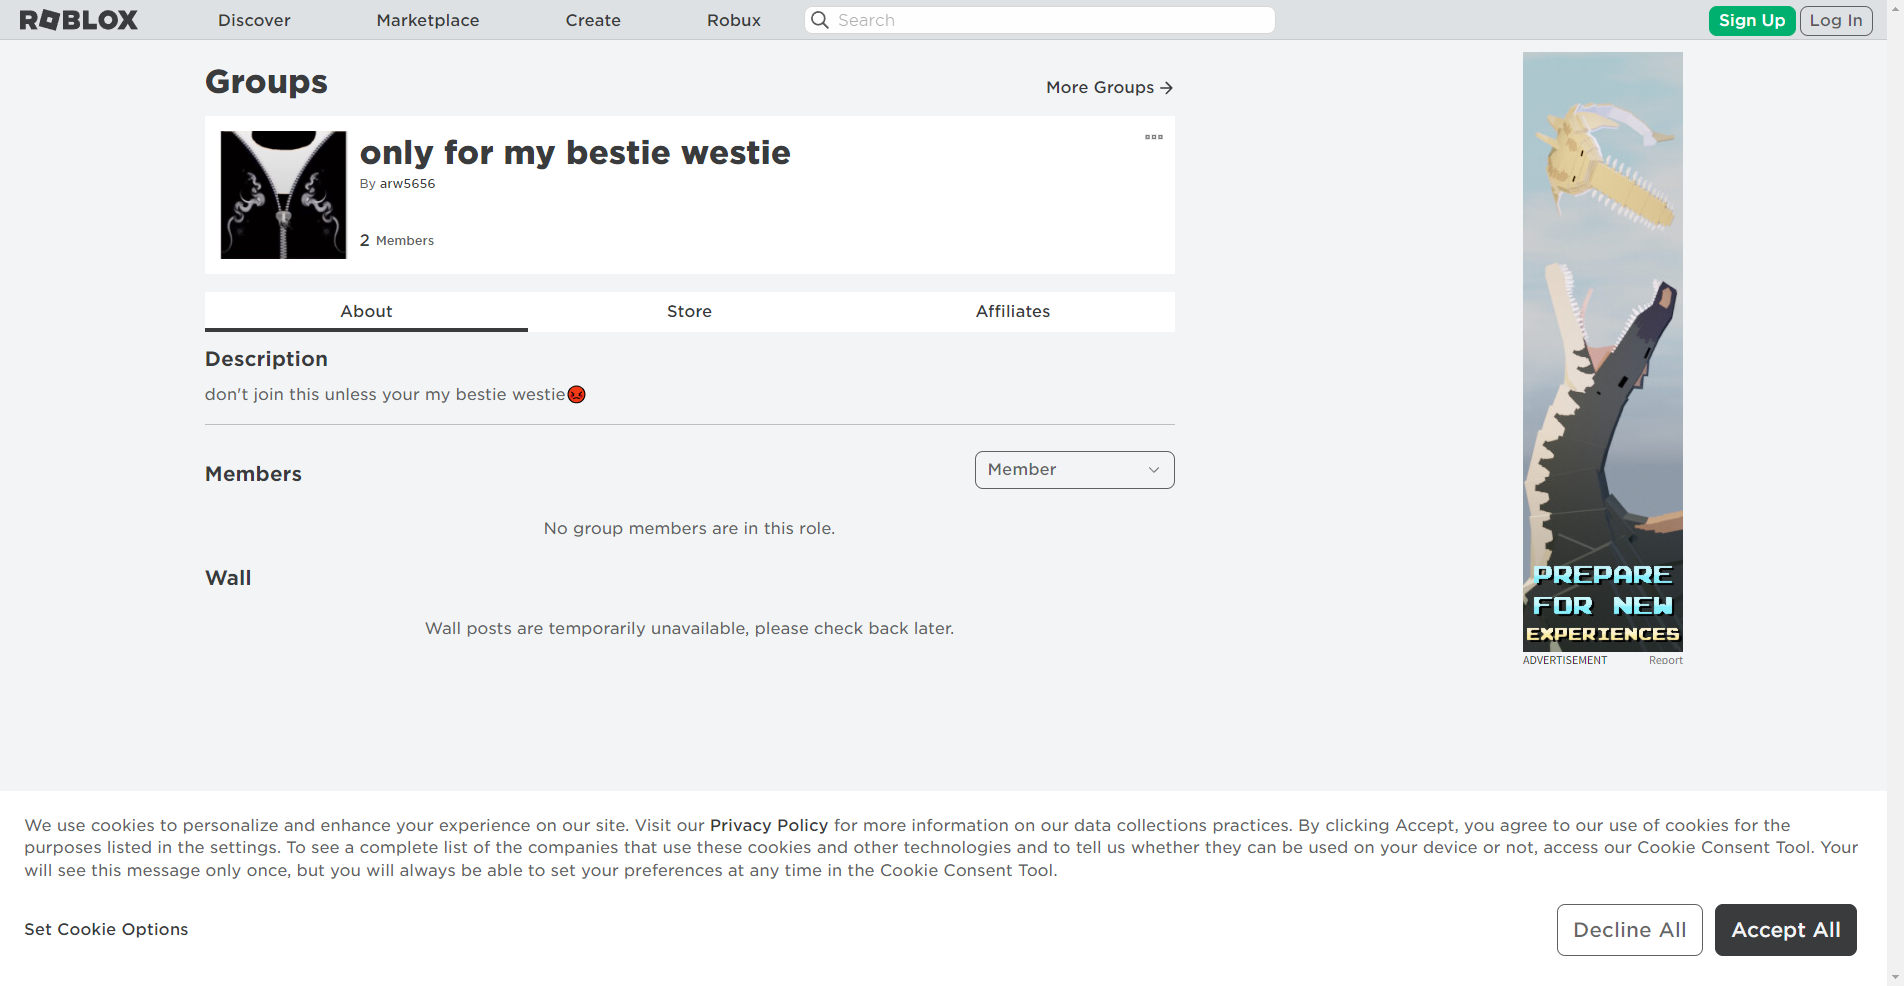 ROBLOX
Discover
Marketplace
Create
Robux
Search
Sign Up
Log In
Groups
More Groups →
only for my bestie westie
By arw5656
2 Members
About
Store
Affiliates
Description
don't join this unless your my bestie westie😡
Members
Member
No group members are in this role.
Wall
Wall posts are temporarily unavailable, please check back later.
PREPARE
FOR NEW
EXPERIENCES
ADVERTISEMENT
Report
We use cookies to personalize and enhance your experience on our site. Visit our Privacy Policy for more information on our data collections practices. By clicking Accept, you agree to our use of cookies for the
purposes listed in the settings. To see a complete list of the companies that use these cookies and other technologies and to tell us whether they can be used on your device or not, access our Cookie Consent Tool. Your
will see this message only once, but you will always be able to set your preferences at any time in the Cookie Consent Tool.
Set Cookie Options
Decline All
Accept All